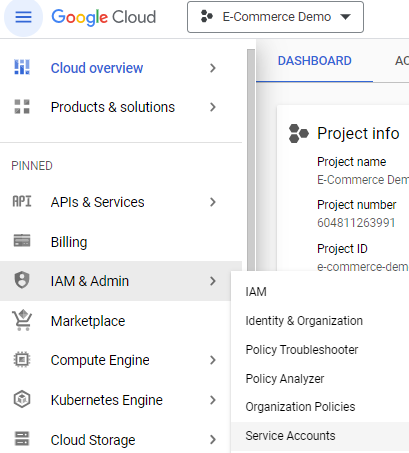 Google Cloud
E-Commerce Demo
Cloud overview
Products & solutions
PINNED
API
APIs & Services
Billing
IAM & Admin
Marketplace
Compute Engine
Kubernetes Engine
Cloud Storage
DASHBOARD
AC
Project info
Project name
E-Commerce Dem
Project number
604811263991
Project ID
e-commerce-dem
IAM
Identity & Organization
Policy Troubleshooter
Policy Analyzer
Organization Policies
Service Accounts